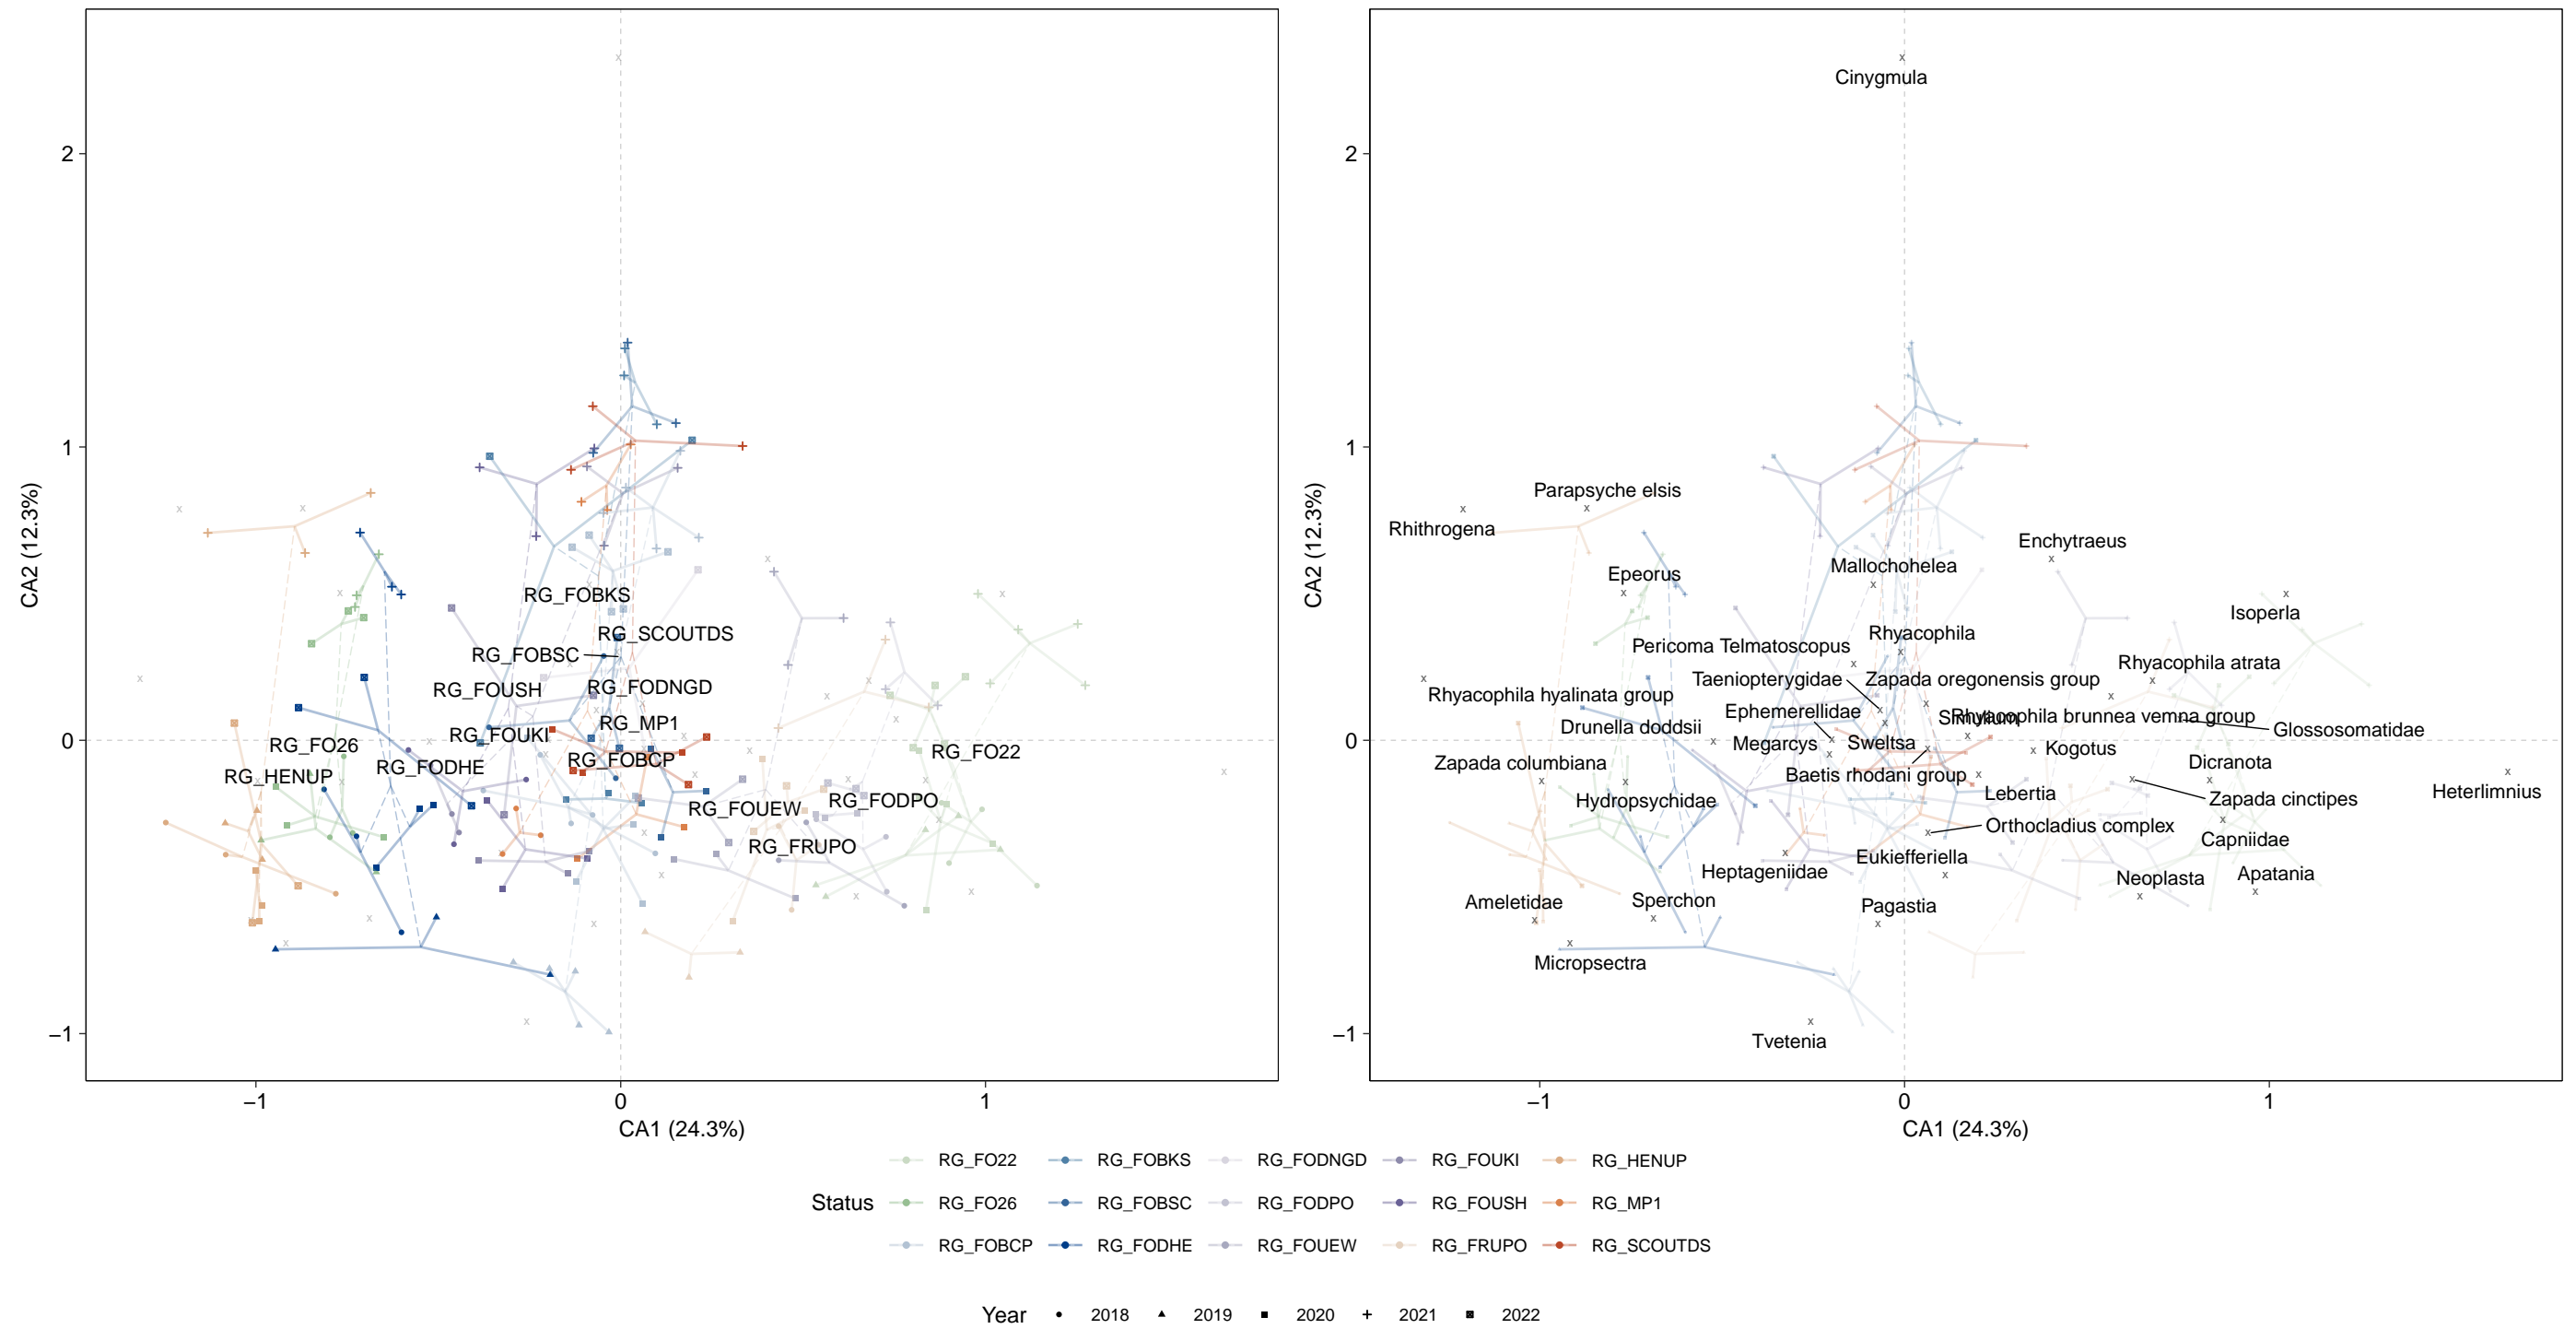 CA2 (12.3%)
2
1
0
−1
RG_FOBKS
RG_SCOUTDS
RG_FOBSC
RG_FOUSH
RG_FODNGD
RG_MP1
RG_FOUKI
RG_FO26
RG_FOBCP
RG_FO22
RG_FODHE
RG_HENUP
RG_FODPO
RG_FOUEW
RG_FRUPO
−1
0
1
CA1 (24.3%)
CA2 (12.3%)
2
1
0
−1
Cinygmula
Parapsyche elsis
Rhithrogena
Enchytraeus
Mallochohelea
Epeorus
Isoperla
Rhyacophila
Pericoma Telmatoscopus
Rhyacophila atrata
Taeniopterygidae
Zapada oregonensis group
Rhyacophila hyalinata group
Ephemerellidae
Simulium
Rhyacophila brunnea vemna group
Drunella doddsii
Glossosomatidae
Megarcys
Sweltsa
Kogotus
Zapada columbiana
Dicranota
Baetis rhodani group
Heterlimnius
Lebertia
Hydropsychidae
Zapada cinctipes
Orthocladius complex
Capniidae
Eukiefferiella
Heptageniidae
Apatania
Neoplasta
Ameletidae
Sperchon
Pagastia
Micropsectra
Tvetenia
−1
0
1
CA1 (24.3%)
Status
RG_FO22
RG_FOBKS
RG_FODNGD
RG_FOUKI
RG_HENUP
RG_FO26
RG_FOBSC
RG_FODPO
RG_FOUSH
RG_MP1
RG_FOBCP
RG_FODHE
RG_FOUEW
RG_FRUPO
RG_SCOUTDS
Year
2018
2019
2020
2021
2022